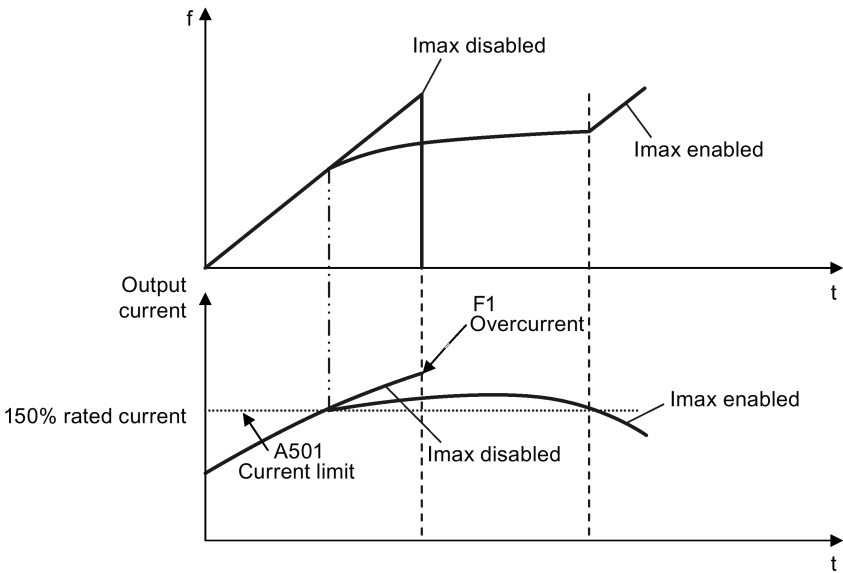 f
Imax disabled
Imax enabled
t
Output
current
F1
Overcurrent
150% rated current
Imax enabled
A501
Current limit
Imax disabled
t